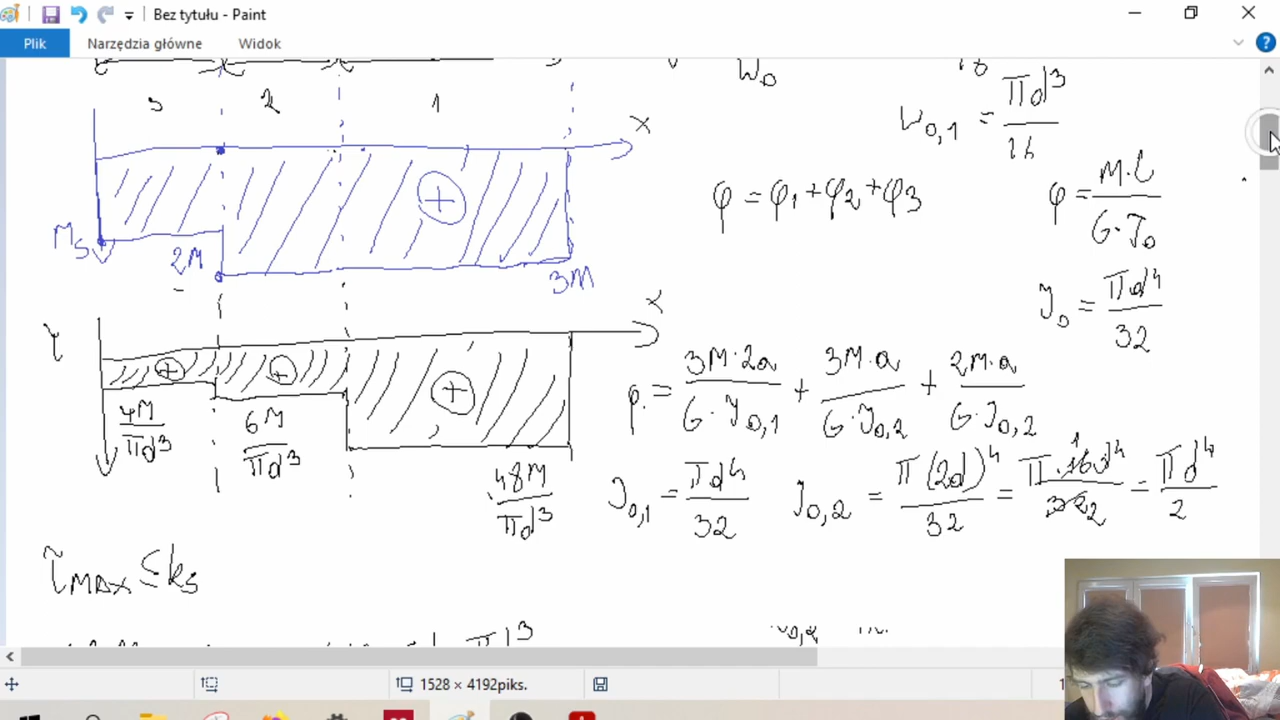 Bez tytułu - Paint
Plik Narzędzia główne Widok
W₀
3 2 1
W₀,₁ = πd³/16
x
φ = φ₁ + φ₂ + φ₃
φ = M·l/G·J₀
Ms 2M 3M
J₀ = πd⁴/32
τ x
φ = 3M·2a/G·J₀,₁ + 3M·a/G·J₀,₂ + 2M·a/G·J₀,₂
4M/πd³ 6M/πd³ 48M/πd³
J₀,₁ = πd⁴/32 J₀,₂ = π(2d)⁴/32 = π·16d⁴/32 = πd⁴/2
τMAX ≤ ks
1528 × 4192piks.